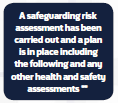 A safeguarding risk
assessment has been
carried out and a plan
is in place including
the following and any
other health and safety
assessments